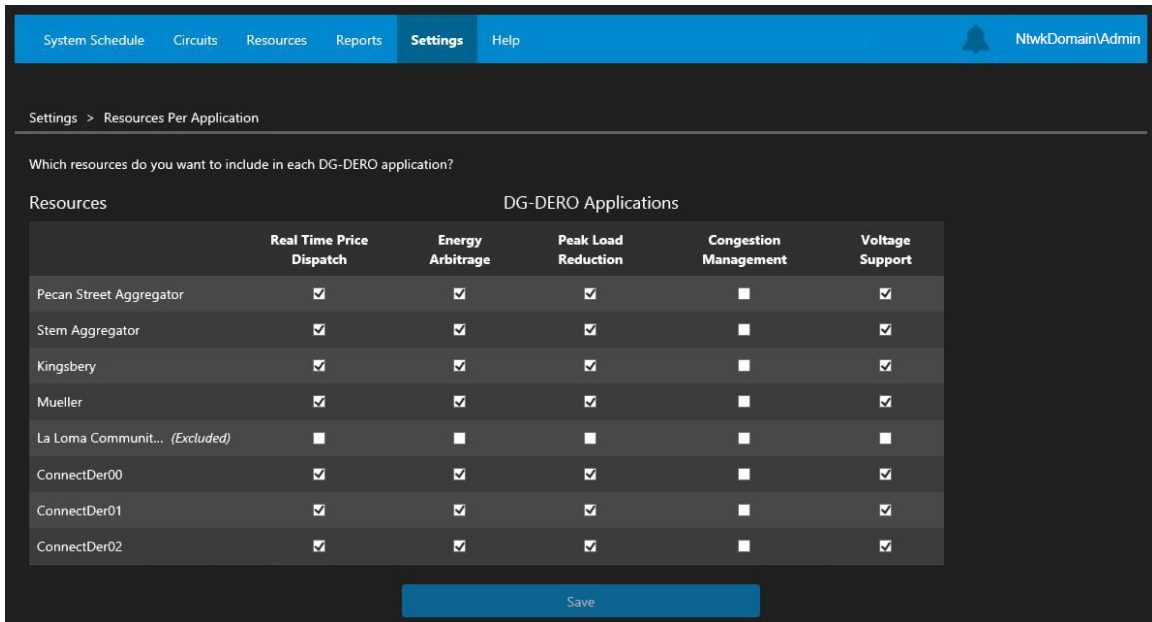 System Schedule Circuits Resources Reports Settings Help NtwkDomain\Admin
Settings > Resources Per Application
Which resources do you want to include in each DG-DERO application?
Resources DG-DERO Applications
Real Time Price Energy Peak Load Congestion Voltage
Dispatch Arbitrage Reduction Management Support
Pecan Street Aggregator
Stem Aggregator
Kingsbery
Mueller
La Loma Communit... (Excluded)
ConnectDer00
ConnectDer01
ConnectDer02
Save